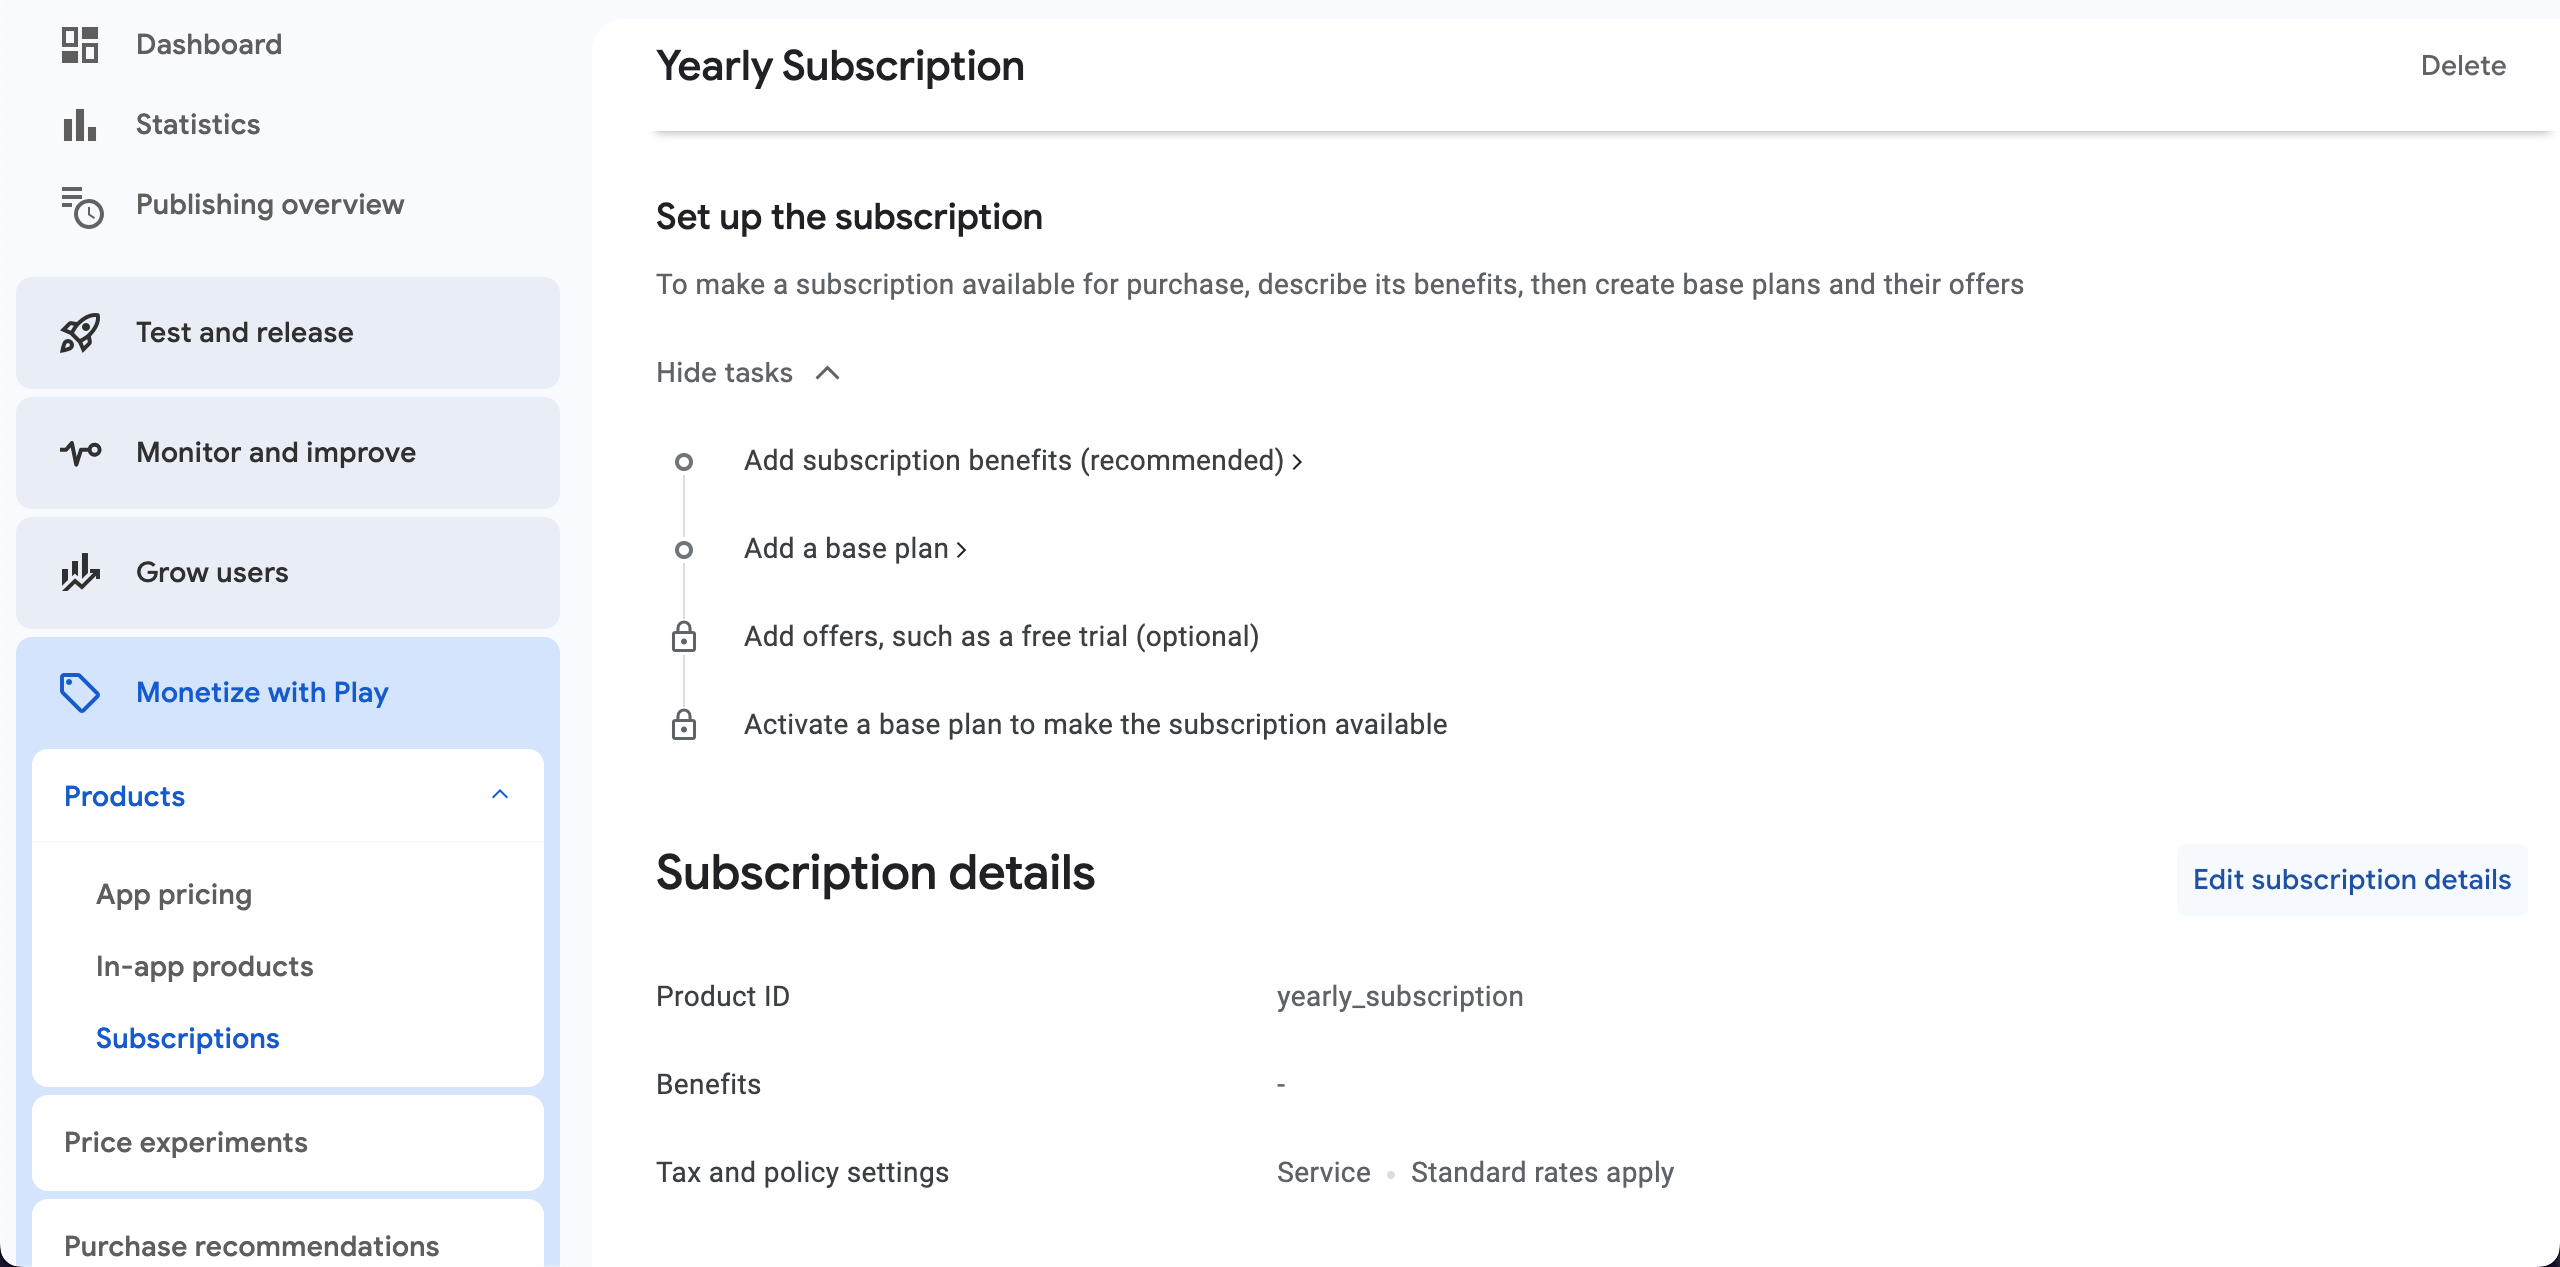 Dashboard
Statistics
Publishing overview
Test and release
Monitor and improve
Grow users
Monetize with Play
Products
App pricing
In-app products
Subscriptions
Price experiments
Purchase recommendations
Yearly Subscription
Delete
Set up the subscription
To make a subscription available for purchase, describe its benefits, then create base plans and their offers
Hide tasks
Add subscription benefits (recommended)
Add a base plan
Add offers, such as a free trial (optional)
Activate a base plan to make the subscription available
Subscription details
Edit subscription details
Product ID yearly_subscription
Benefits -
Tax and policy settings Service • Standard rates apply